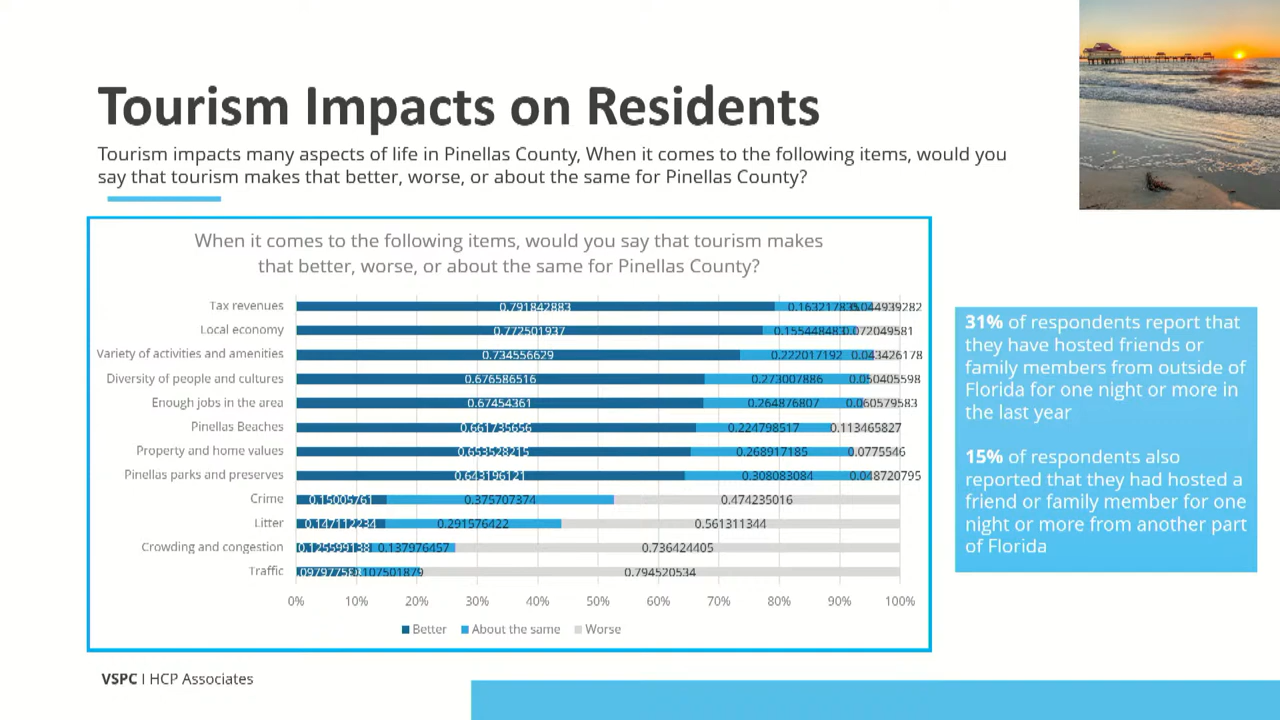 Tourism Impacts on Residents
Tourism impacts many aspects of life in Pinellas County, When it comes to the following items, would you
say that tourism makes that better, worse, or about the same for Pinellas County?
When it comes to the following items, would you say that tourism makes
that better, worse, or about the same for Pinellas County?
Tax revenues 0.791842883 0.163217835 0.044939282
Local economy 0.772501937 0.155448483 0.072049581
Variety of activities and amenities 0.734556629 0.222017192 0.043426178
Diversity of people and cultures 0.676586516 0.273007886 0.050405598
Enough jobs in the area 0.67454361 0.264876807 0.060579583
Pinellas Beaches 0.661735656 0.224798517 0.113465827
Property and home values 0.653528215 0.268917185 0.0775546
Pinellas parks and preserves 0.643196121 0.308083084 0.048720795
Crime 0.15005761 0.375707374 0.474235016
Litter 0.147112234 0.291576422 0.561311344
Crowding and congestion 0.125599138 0.137976457 0.736424405
Traffic 0.107501879 0.794520534
0% 10% 20% 30% 40% 50% 60% 70% 80% 90% 100%
Better About the same Worse
31% of respondents report that
they have hosted friends or
family members from outside of
Florida for one night or more in
the last year
15% of respondents also
reported that they had hosted a
friend or family member for one
night or more from another part
of Florida
VSPC I HCP Associates